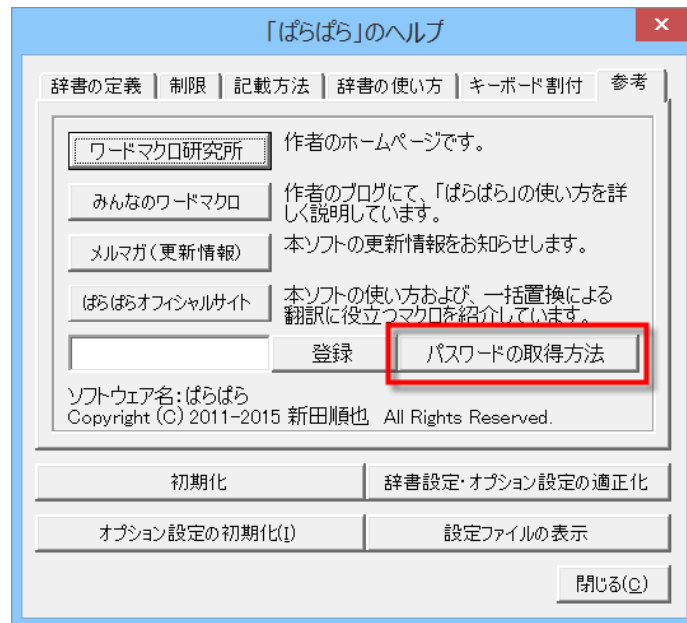 「ぱらぱら」のヘルプ
×
辞書の定義 制限 記載方法 辞書の使い方 キーボード割付 参考
ワードマクロ研究所 作者のホームページです。
みんなのワードマクロ 作者のブログにて、「ぱらぱら」の使い方を詳
しく説明しています。
メルマガ(更新情報) 本ソフトの更新情報をお知らせします。
ぱらぱらオフィシャルサイト 本ソフトの使い方および、一括置換による
翻訳に役立つマクロを紹介しています。
登録 パスワードの取得方法
ソフトウェア名:ぱらぱら
Copyright (C) 2011-2015 新田順也 All Rights Reserved.
初期化 辞書設定・オプション設定の適正化
オプション設定の初期化(I) 設定ファイルの表示
閉じる(C)